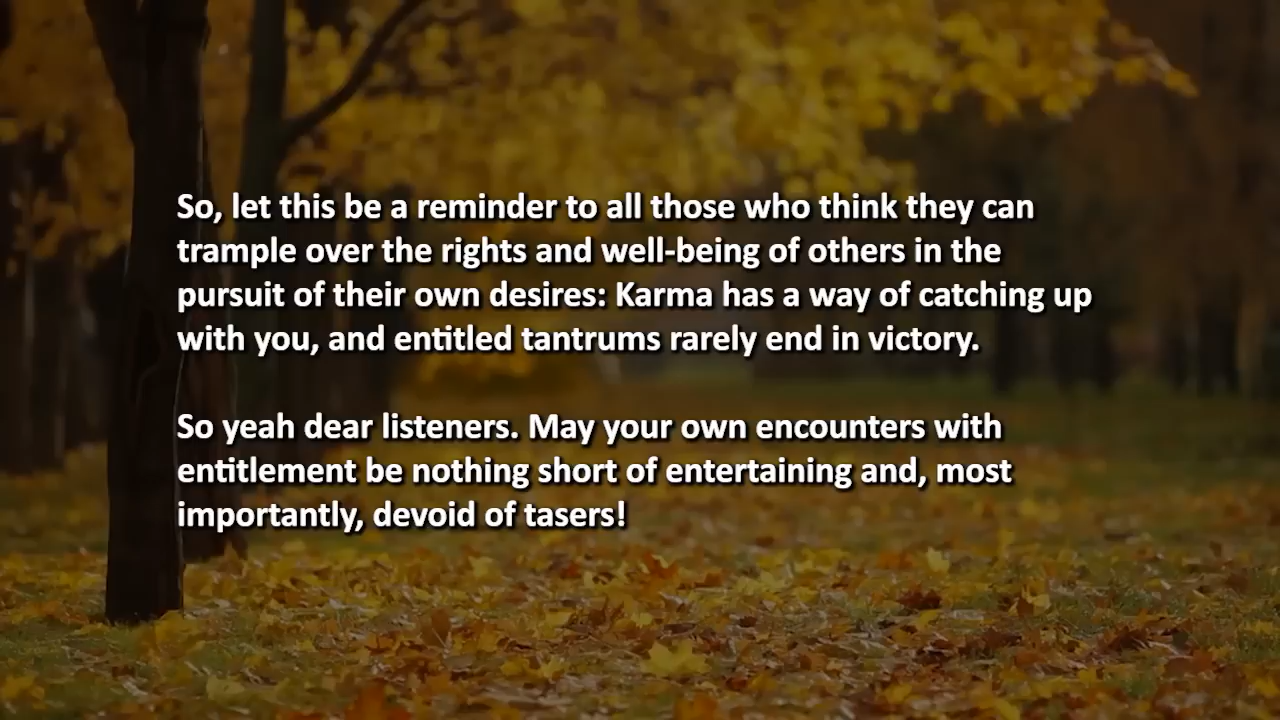 So, let this be a reminder to all those who think they can
trample over the rights and well-being of others in the
pursuit of their own desires: Karma has a way of catching up
with you, and entitled tantrums rarely end in victory.
So yeah dear listeners. May your own encounters with
entitlement be nothing short of entertaining and, most
importantly, devoid of tasers!